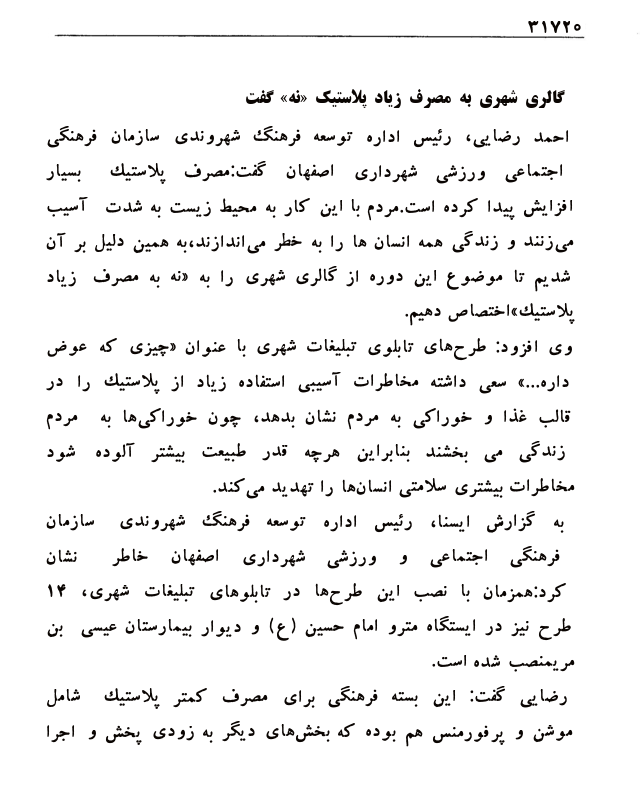 ۳۱۷۲۰
گالری شهری به مصرف زیاد پلاستیک «نه» گفت
احمد رضایی، رئیس اداره توسعه فرهنگ شهروندی سازمان فرهنگی
اجتماعی ورزشی شهرداری اصفهان گفت:مصرف پلاستیك بسیار
افزایش پیدا کرده است.مردم با این کار به محیط زیست به شدت آسیب
می‌زنند و زندگی همه انسان ها را به خطر می‌اندازند،به همین دلیل بر آن
شدیم تا موضوع این دوره از گالری شهری را به «نه به مصرف زیاد
پلاستیك»اختصاص دهیم.
وی افزود: طرح‌های تابلوی تبلیغات شهری با عنوان «چیزی که عوض
داره...» سعی داشته مخاطرات آسیبی استفاده زیاد از پلاستیك را در
قالب غذا و خوراکی به مردم نشان بدهد، چون خوراکی‌ها به مردم
زندگی می بخشند بنابراین هرچه قدر طبیعت بیشتر آلوده شود
مخاطرات بیشتری سلامتی انسان‌ها را تهدید می‌کند.
به گزارش ایسنا، رئیس اداره توسعه فرهنگ شهروندی سازمان
فرهنگی اجتماعی و ورزشی شهرداری اصفهان خاطر نشان
کرد:همزمان با نصب این طرح‌ها در تابلوهای تبلیغات شهری، ۱۴
طرح نیز در ایستگاه مترو امام حسین (ع) و دیوار بیمارستان عیسی بن
مریمنصب شده است.
رضایی گفت: این بسته فرهنگی برای مصرف کمتر پلاستیك شامل
موشن و پرفورمنس هم بوده که بخش‌های دیگر به زودی پخش و اجرا